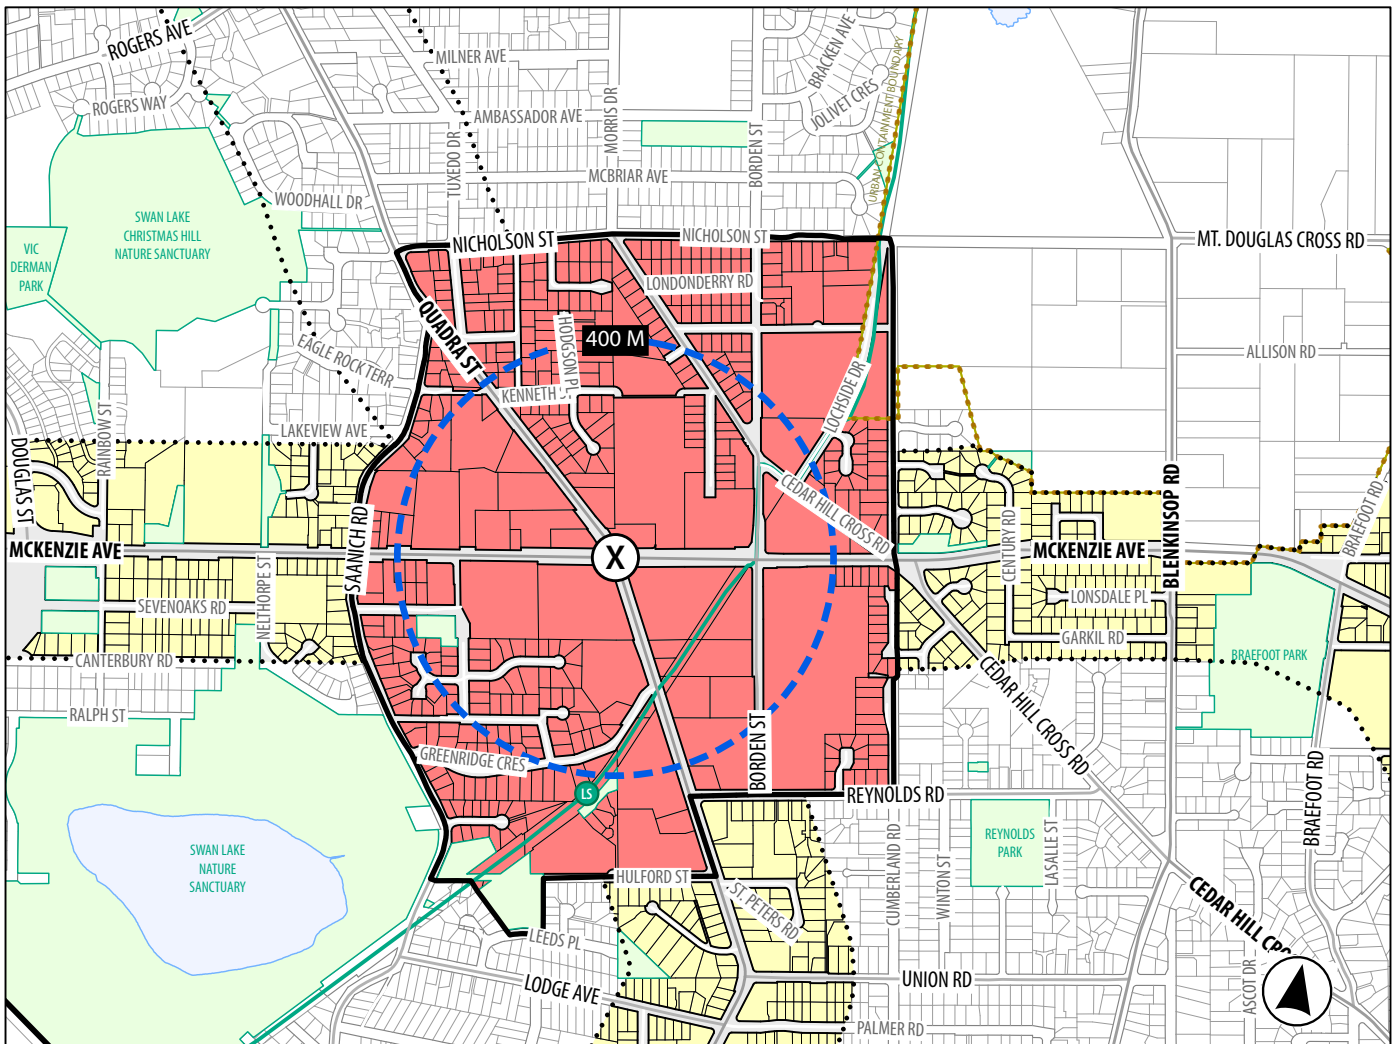 ROGERS AVE
MILNER AVE
BRACKEN AVE
JOLIVET CRES
URBAN CONTAINMENT BOUNDARY
ROGERS WAY
AMBASSADOR AVE
MORRIS DR
TUXEDO DR
BORDEN ST
MCBRIAR AVE
WOODHALL DR
SWAN LAKE
CHRISTMAS HILL
NATURE SANCTUARY
VIC
DERMAN
PARK
NICHOLSON ST
NICHOLSON ST
MT. DOUGLAS CROSS RD
LONDONDERRY RD
QUADRA ST
HODGSON PL
400 M
EAGLE ROCK TERR
ALLISON RD
LOCHSIDE DR
KENNETH ST
RAINBOW ST
LAKEVIEW AVE
DOUGLAS ST
CEDAR HILL CROSS RD
SAANICH RD
CENTURY RD
BLENKINSOP RD
BRAEFOOT RD
MCKENZIE AVE
X
MCKENZIE AVE
NELTHORPE ST
SEVENOAKS RD
LONSDALE PL
GARKIL RD
CANTERBURY RD
BRAEFOOT PARK
CEDAR HILL CROSS RD
RALPH ST
BORDEN ST
GREENRIDGE CRES
BRAEFOOT RD
LS
REYNOLDS RD
REYNOLDS
PARK
LASALLE ST
CUMBERLAND RD
WINTON ST
SWAN LAKE
NATURE
SANCTUARY
HULFORD ST
ST. PETERS RD
CEDAR HILL CRO
LEEDS PL
LODGE AVE
UNION RD
ASCOT DR
PALMER RD